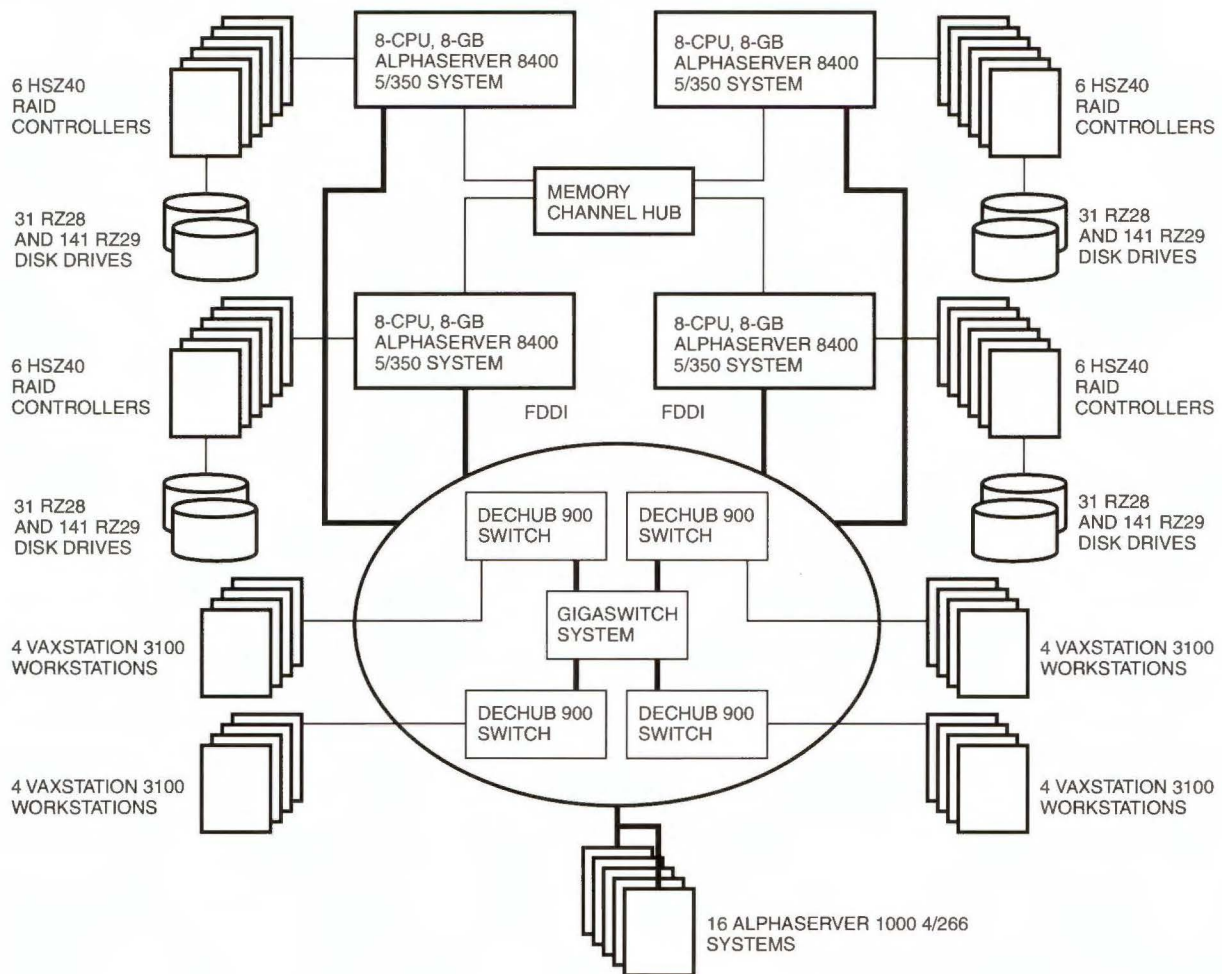 8-CPU, 8-GB
ALPHASERVER 8400
5/350 SYSTEM
8-CPU, 8-GB
ALPHASERVER 8400
5/350 SYSTEM
6 HSZ40
RAID
CONTROLLERS
6 HSZ40
RAID
CONTROLLERS
MEMORY
CHANNEL HUB
31 RZ28
AND 141 RZ29
DISK DRIVES
31 RZ28
AND 141 RZ29
DISK DRIVES
8-CPU, 8-GB
ALPHASERVER 8400
5/350 SYSTEM
8-CPU, 8-GB
ALPHASERVER 8400
5/350 SYSTEM
6 HSZ40
RAID
CONTROLLERS
6 HSZ40
RAID
CONTROLLERS
FDDI
FDDI
31 RZ28
AND 141 RZ29
DISK DRIVES
31 RZ28
AND 141 RZ29
DISK DRIVES
DECHUB 900
SWITCH
DECHUB 900
SWITCH
GIGASWITCH
SYSTEM
4 VAXSTATION 3100
WORKSTATIONS
4 VAXSTATION 3100
WORKSTATIONS
DECHUB 900
SWITCH
DECHUB 900
SWITCH
4 VAXSTATION 3100
WORKSTATIONS
4 VAXSTATION 3100
WORKSTATIONS
16 ALPHASERVER 1000 4/266
SYSTEMS